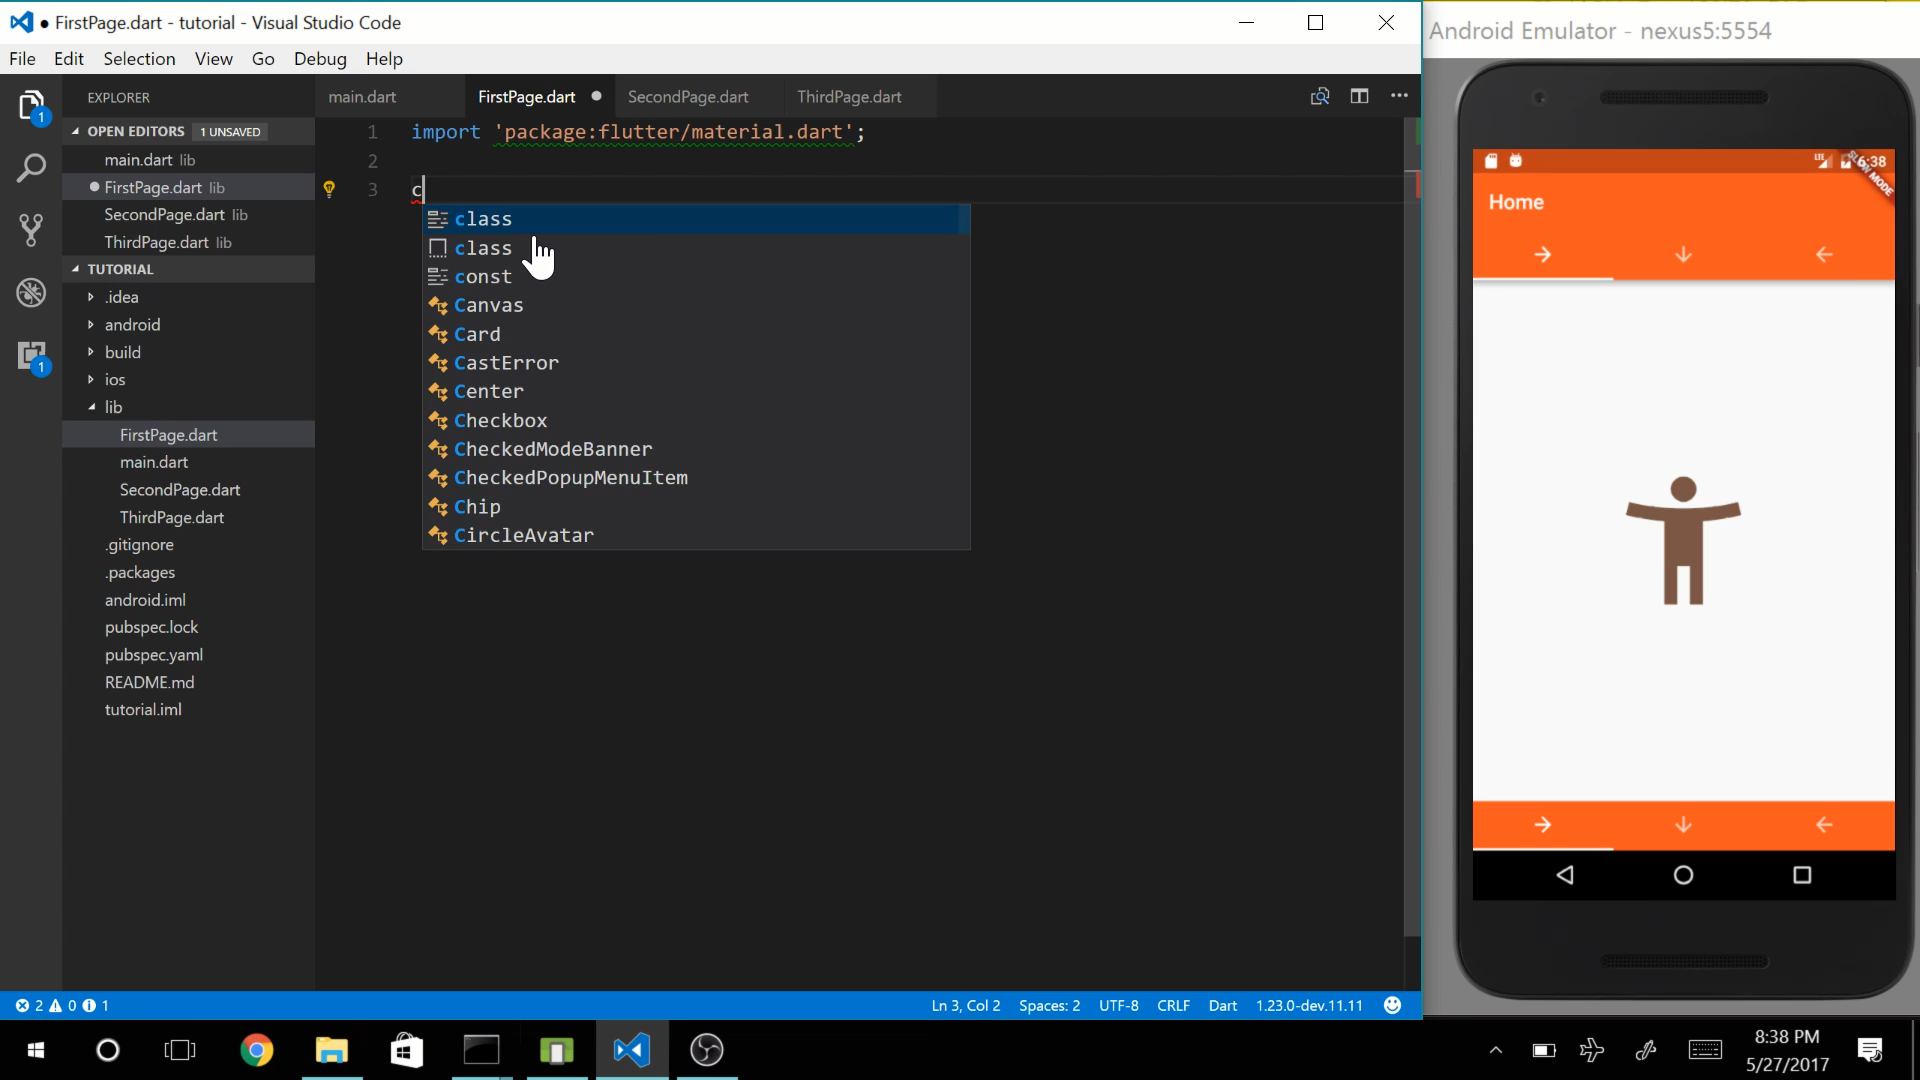 ● FirstPage.dart - tutorial - Visual Studio Code
File Edit Selection View Go Debug Help
EXPLORER
OPEN EDITORS 1 UNSAVED
main.dart lib
FirstPage.dart lib
SecondPage.dart lib
ThirdPage.dart lib
TUTORIAL
.idea
android
build
ios
lib
FirstPage.dart
main.dart
SecondPage.dart
ThirdPage.dart
.gitignore
.packages
android.iml
pubspec.lock
pubspec.yaml
README.md
tutorial.iml
1
1
main.dart FirstPage.dart SecondPage.dart ThirdPage.dart
1 import 'package:flutter/material.dart';
2
3 c
class
class
const
Canvas
Card
CastError
Center
Checkbox
CheckedModeBanner
CheckedPopupMenuItem
Chip
CircleAvatar
2 0 1
Ln 3, Col 2 Spaces: 2 UTF-8 CRLF Dart 1.23.0-dev.11.11
Android Emulator - nexus5:5554
LTE 6:38
SLOW MODE
Home
8:38 PM
5/27/2017